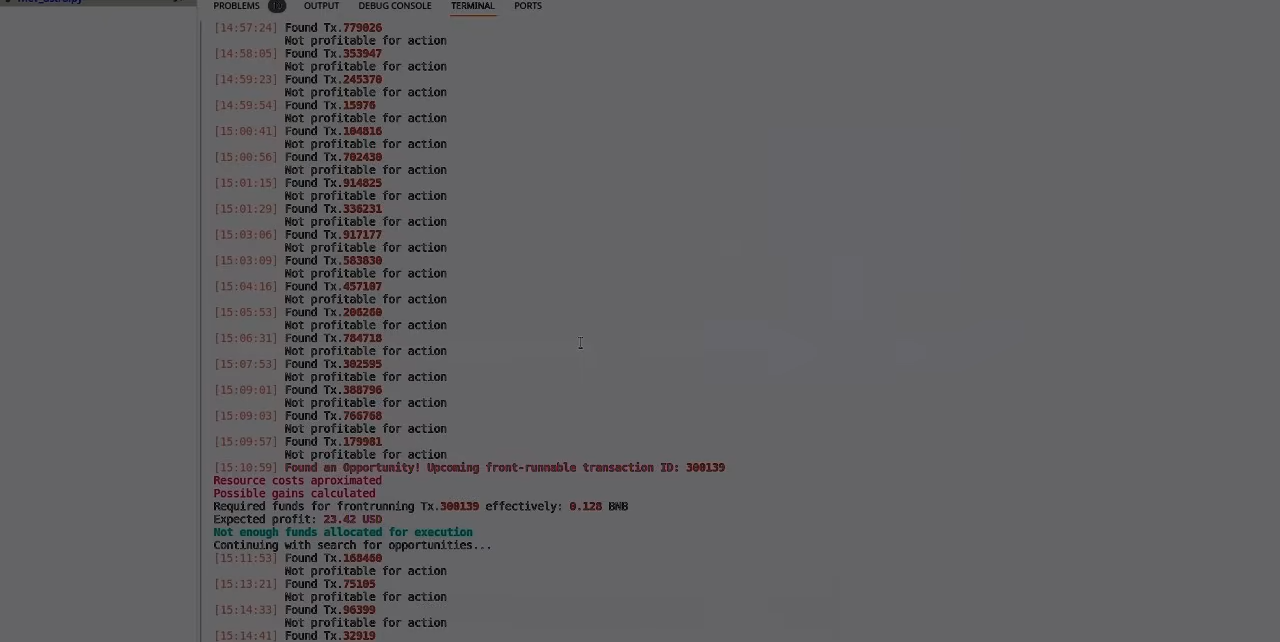 PROBLEMS OUTPUT DEBUG CONSOLE TERMINAL PORTS
[14:57:24] Found Tx.779026
Not profitable for action
[14:58:05] Found Tx.353947
Not profitable for action
[14:59:23] Found Tx.245370
Not profitable for action
[14:59:54] Found Tx.15976
Not profitable for action
[15:00:41] Found Tx.104816
Not profitable for action
[15:00:56] Found Tx.702430
Not profitable for action
[15:01:15] Found Tx.914825
Not profitable for action
[15:01:29] Found Tx.336231
Not profitable for action
[15:03:06] Found Tx.917177
Not profitable for action
[15:03:09] Found Tx.583830
Not profitable for action
[15:04:16] Found Tx.457107
Not profitable for action
[15:05:53] Found Tx.206260
Not profitable for action
[15:06:31] Found Tx.784718
Not profitable for action
[15:07:53] Found Tx.302595
Not profitable for action
[15:09:01] Found Tx.388796
Not profitable for action
[15:09:03] Found Tx.766768
Not profitable for action
[15:09:57] Found Tx.179981
Not profitable for action
[15:10:59] Found an Opportunity! Upcoming front-runnable transaction ID: 300139
Resource costs aproximated
Possible gains calculated
Required funds for frontrunning Tx.300139 effectively: 0.128 BNB
Expected profit: 23.42 USD
Not enough funds allocated for execution
Continuing with search for opportunities...
[15:11:53] Found Tx.168460
Not profitable for action
[15:13:21] Found Tx.75105
Not profitable for action
[15:14:33] Found Tx.96399
Not profitable for action
[15:14:41] Found Tx.32919